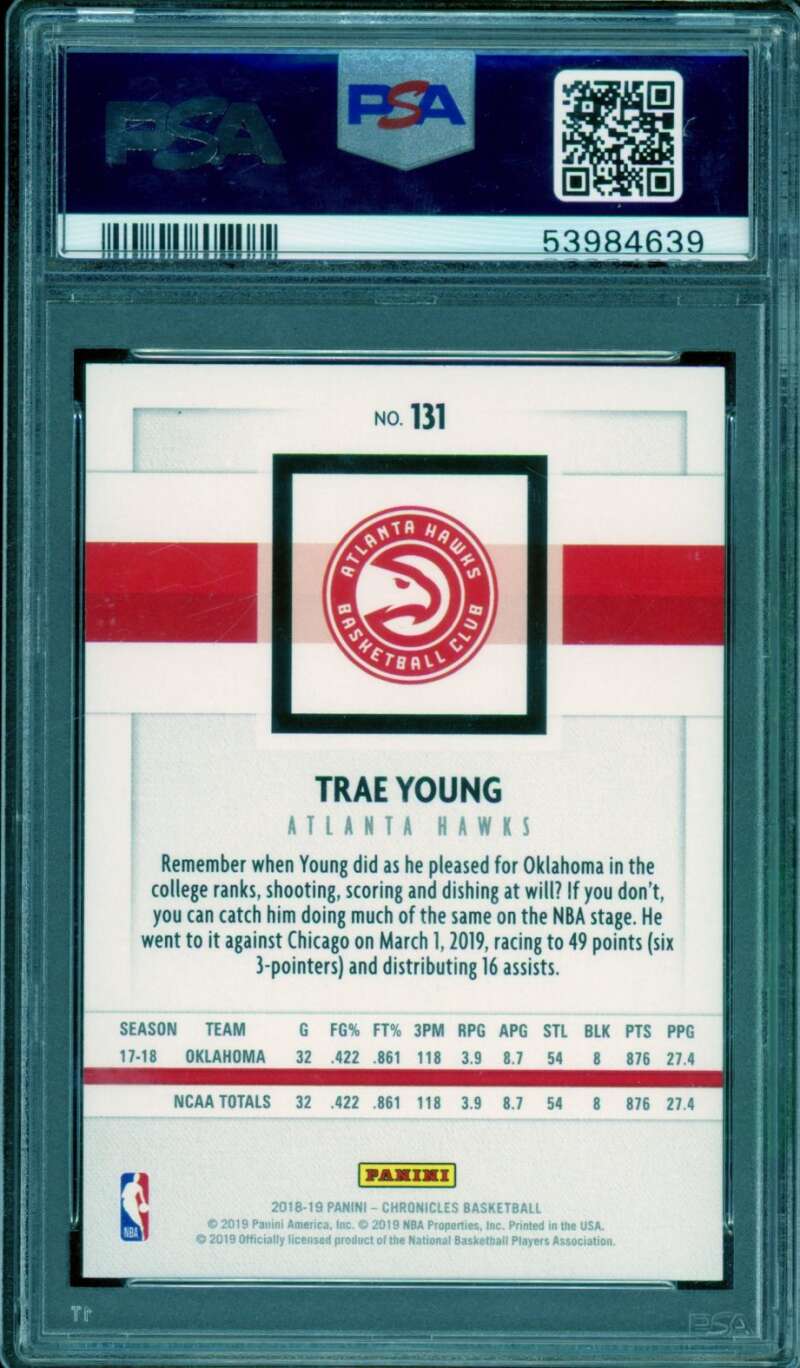 PSA
PSA
53984639
NO. 131
ATLANTA HAWKS
BASKETBALL CLUB
TRAE YOUNG
ATLANTA HAWKS
Remember when Young did as he pleased for Oklahoma in the
college ranks, shooting, scoring and dishing at will? If you don't,
you can catch him doing much of the same on the NBA stage. He
went to it against Chicago on March 1, 2019, racing to 49 points (six
3-pointers) and distributing 16 assists.
SEASON TEAM G FG% FT% 3PM RPG APG STL BLK PTS PPG
17-18 OKLAHOMA 32 .422 .861 118 3.9 8.7 54 8 876 27.4
NCAA TOTALS 32 .422 .861 118 3.9 8.7 54 8 876 27.4
PANINI
NBA
2018-19 PANINI – CHRONICLES BASKETBALL
© 2019 Panini America, Inc. © 2019 NBA Properties, Inc. Printed in the USA.
© 2019 Officially licensed product of the National Basketball Players Association.
PSA